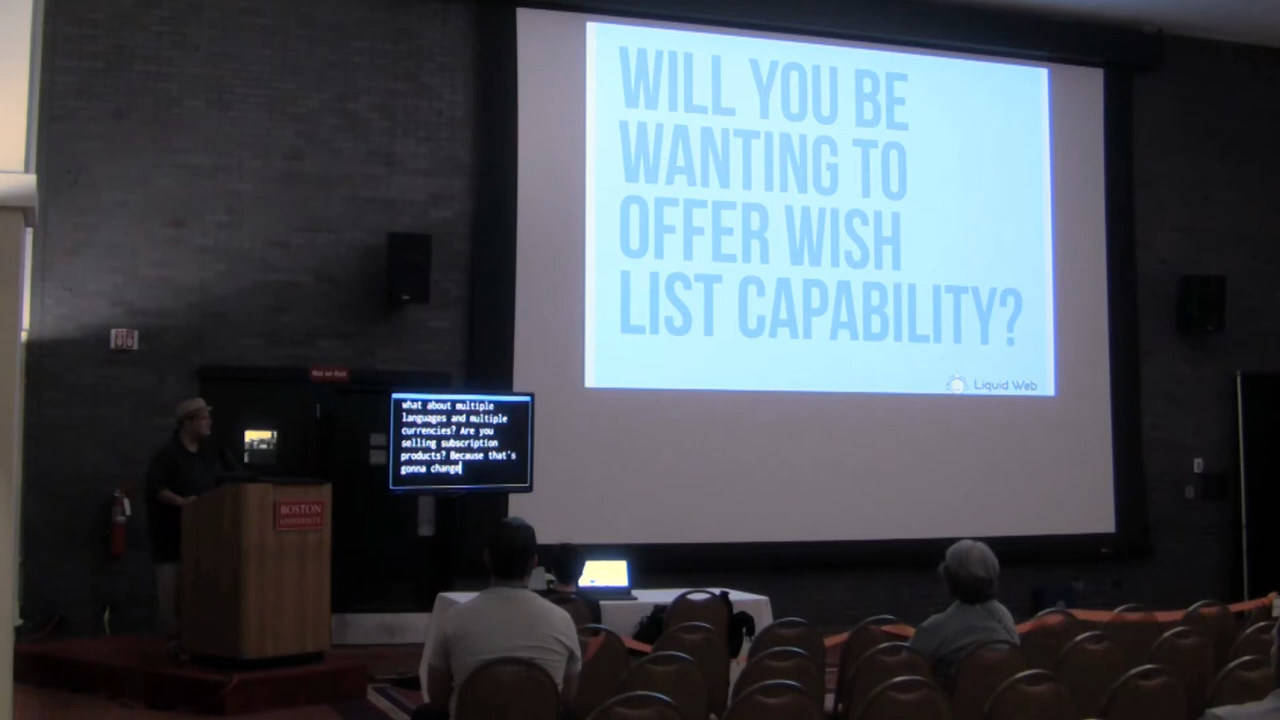 WILL YOU BE
WANTING TO
OFFER WISH
LIST CAPABILITY?
Liquid Web
what about multiple
languages and multiple
currencies? Are you
selling subscription
products? Because that's
gonna change
BOSTON
UNIVERSITY